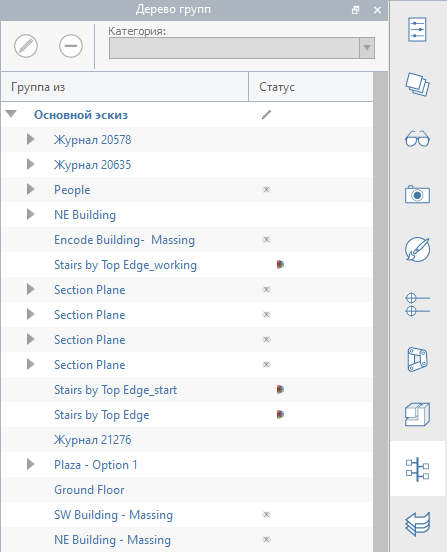 Дерево групп
Категория:
Группа из Статус
Основной эскиз
Журнал 20578
Журнал 20635
People
NE Building
Encode Building-  Massing
Stairs by Top Edge_working
Section Plane
Section Plane
Section Plane
Section Plane
Stairs by Top Edge_start
Stairs by Top Edge
Журнал 21276
Plaza - Option 1
Ground Floor
SW Building - Massing
NE Building - Massing